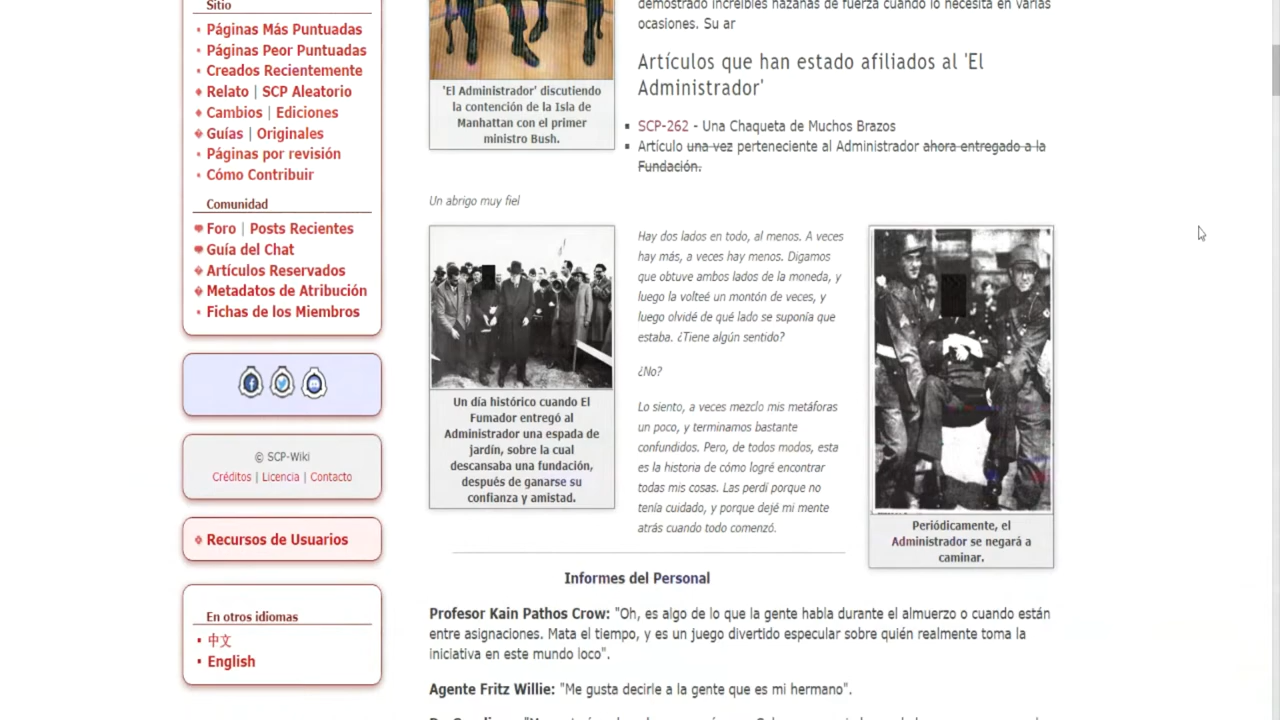 Sitio
Páginas Más Puntuadas
Páginas Peor Puntuadas
Creados Recientemente
Relato | SCP Aleatorio
Cambios | Ediciones
Guías | Originales
Páginas por revisión
Cómo Contribuir
Comunidad
Foro | Posts Recientes
Guía del Chat
Artículos Reservados
Metadatos de Atribución
Fichas de los Miembros
© SCP-Wiki
Créditos | Licencia | Contacto
Recursos de Usuarios
En otros idiomas
中文
English
'El Administrador' discutiendo
la contención de la Isla de
Manhattan con el primer
ministro Bush.
demostrado increíbles hazañas de fuerza cuando lo necesita en varias
ocasiones. Su ar
Artículos que han estado afiliados al 'El
Administrador'
SCP-262 - Una Chaqueta de Muchos Brazos
Artículo una vez perteneciente al Administrador ahora entregado a la
Fundación.
Un abrigo muy fiel
Un día histórico cuando El
Fumador entregó al
Administrador una espada de
jardín, sobre la cual
descansaba una fundación,
después de ganarse su
confianza y amistad.
Hay dos lados en todo, al menos. A veces
hay más, a veces hay menos. Digamos
que obtuve ambos lados de la moneda, y
luego la volteé un montón de veces, y
luego olvidé de qué lado se suponía que
estaba. ¿Tiene algún sentido?
¿No?
Lo siento, a veces mezclo mis metáforas
un poco, y terminamos bastante
confundidos. Pero, de todos modos, esta
es la historia de cómo logré encontrar
todas mis cosas. Las perdí porque no
tenía cuidado, y porque dejé mi mente
atrás cuando todo comenzó.
Periódicamente, el
Administrador se negará a
caminar.
Informes del Personal
Profesor Kain Pathos Crow: "Oh, es algo de lo que la gente habla durante el almuerzo o cuando están
entre asignaciones. Mata el tiempo, y es un juego divertido especular sobre quién realmente toma la
iniciativa en este mundo loco".
Agente Fritz Willie: "Me gusta decirle a la gente que es mi hermano".